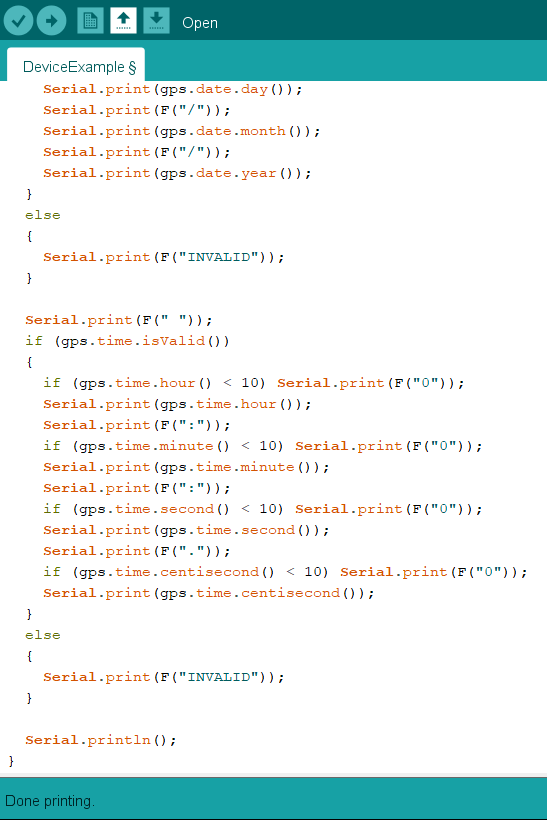 Open
DeviceExample §
Serial.print(gps.date.day());
Serial.print(F("/"));
Serial.print(gps.date.month());
Serial.print(F("/"));
Serial.print(gps.date.year());
}
else
{
Serial.print(F("INVALID"));
}
Serial.print(F(" "));
if (gps.time.isValid())
{
if (gps.time.hour() < 10) Serial.print(F("0"));
Serial.print(gps.time.hour());
Serial.print(F(":"));
if (gps.time.minute() < 10) Serial.print(F("0"));
Serial.print(gps.time.minute());
Serial.print(F(":"));
if (gps.time.second() < 10) Serial.print(F("0"));
Serial.print(gps.time.second());
Serial.print(F("."));
if (gps.time.centisecond() < 10) Serial.print(F("0"));
Serial.print(gps.time.centisecond());
}
else
{
Serial.print(F("INVALID"));
}
Serial.println();
}
Done printing.